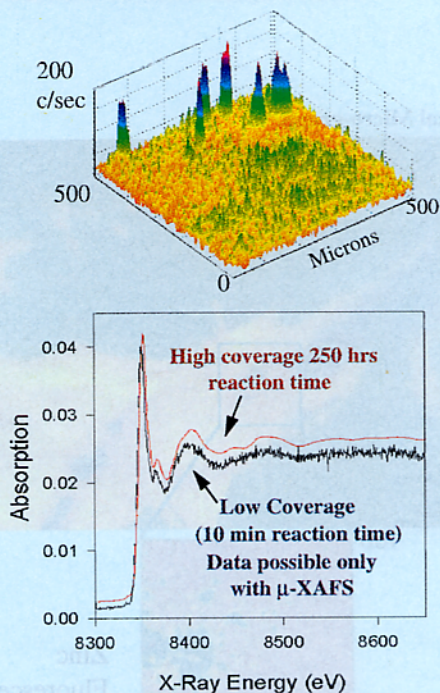 200
c/sec
500
0
Microns
500
0.04
0.03
0.02
0.01
0.00
Absorption
High coverage 250 hrs
reaction time
Low Coverage
(10 min reaction time)
Data possible only
with μ-XAFS
8300
8400
8500
8600
X-Ray Energy (eV)